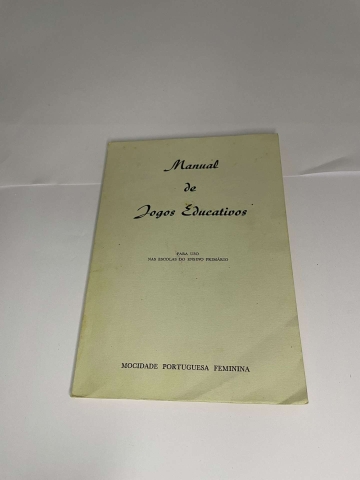 Manual
de
Jogos Educativos
PARA USO
NAS ESCOLAS DO ENSINO PRIMÁRIO
MOCIDADE PORTUGUESA FEMININA